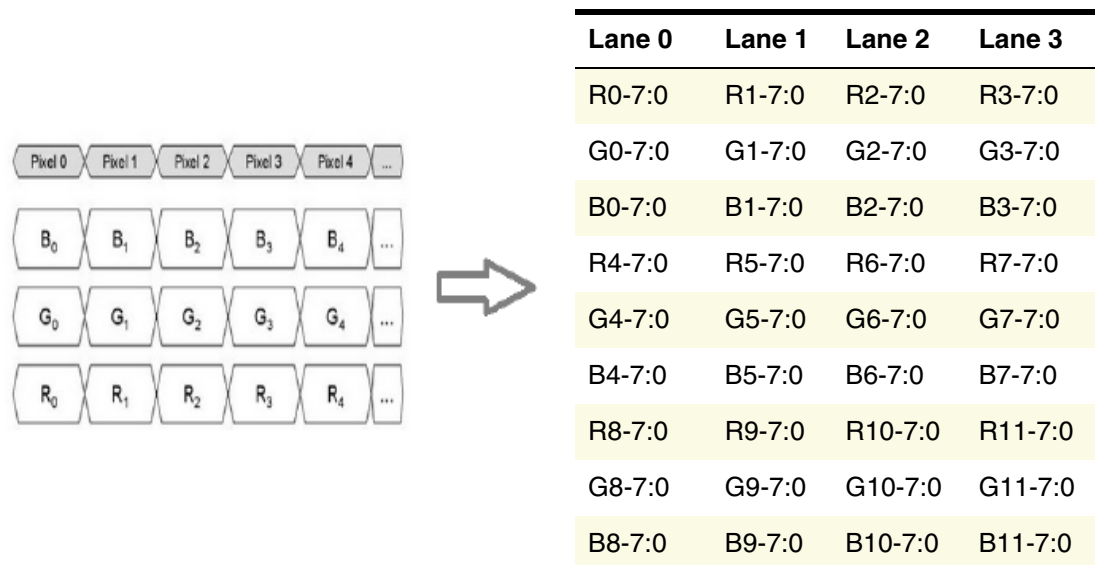 Pixel 0 Pixel 1 Pixel 2 Pixel 3 Pixel 4 ...
B0 B1 B2 B3 B4 ...
G0 G1 G2 G3 G4 ...
R0 R1 R2 R3 R4 ...
Lane 0 Lane 1 Lane 2 Lane 3
R0-7:0 R1-7:0 R2-7:0 R3-7:0
G0-7:0 G1-7:0 G2-7:0 G3-7:0
B0-7:0 B1-7:0 B2-7:0 B3-7:0
R4-7:0 R5-7:0 R6-7:0 R7-7:0
G4-7:0 G5-7:0 G6-7:0 G7-7:0
B4-7:0 B5-7:0 B6-7:0 B7-7:0
R8-7:0 R9-7:0 R10-7:0 R11-7:0
G8-7:0 G9-7:0 G10-7:0 G11-7:0
B8-7:0 B9-7:0 B10-7:0 B11-7:0